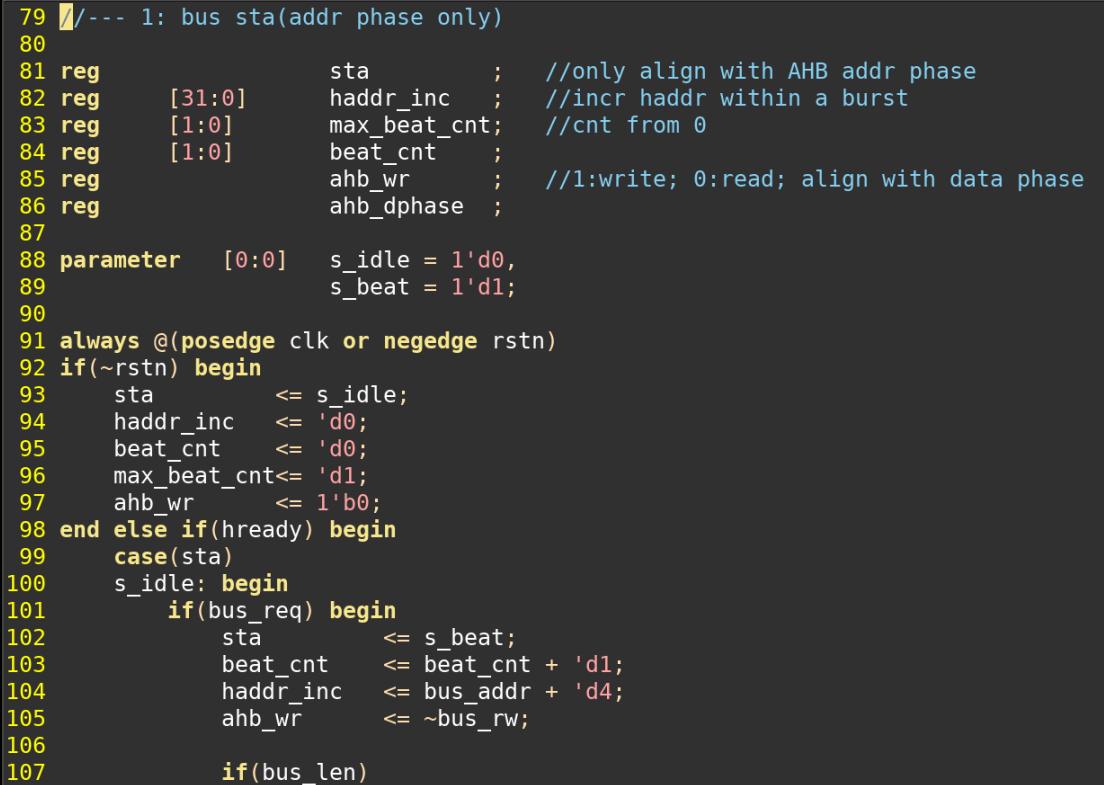 79 //--- 1: bus sta(addr phase only)
80
81 reg                 sta         ;   //only align with AHB addr phase
82 reg     [31:0]      haddr_inc   ;   //incr haddr within a burst
83 reg     [1:0]       max_beat_cnt;   //cnt from 0
84 reg     [1:0]       beat_cnt    ;
85 reg                 ahb_wr      ;   //1:write; 0:read; align with data phase
86 reg                 ahb_dphase  ;
87
88 parameter   [0:0]   s_idle = 1'd0,
89                     s_beat = 1'd1;
90
91 always @(posedge clk or negedge rstn)
92 if(~rstn) begin
93     sta         <= s_idle;
94     haddr_inc   <= 'd0;
95     beat_cnt    <= 'd0;
96     max_beat_cnt<= 'd1;
97     ahb_wr      <= 1'b0;
98 end else if(hready) begin
99     case(sta)
100     s_idle: begin
101         if(bus_req) begin
102             sta         <= s_beat;
103             beat_cnt    <= beat_cnt + 'd1;
104             haddr_inc   <= bus_addr + 'd4;
105             ahb_wr      <= ~bus_rw;
106
107             if(bus_len)